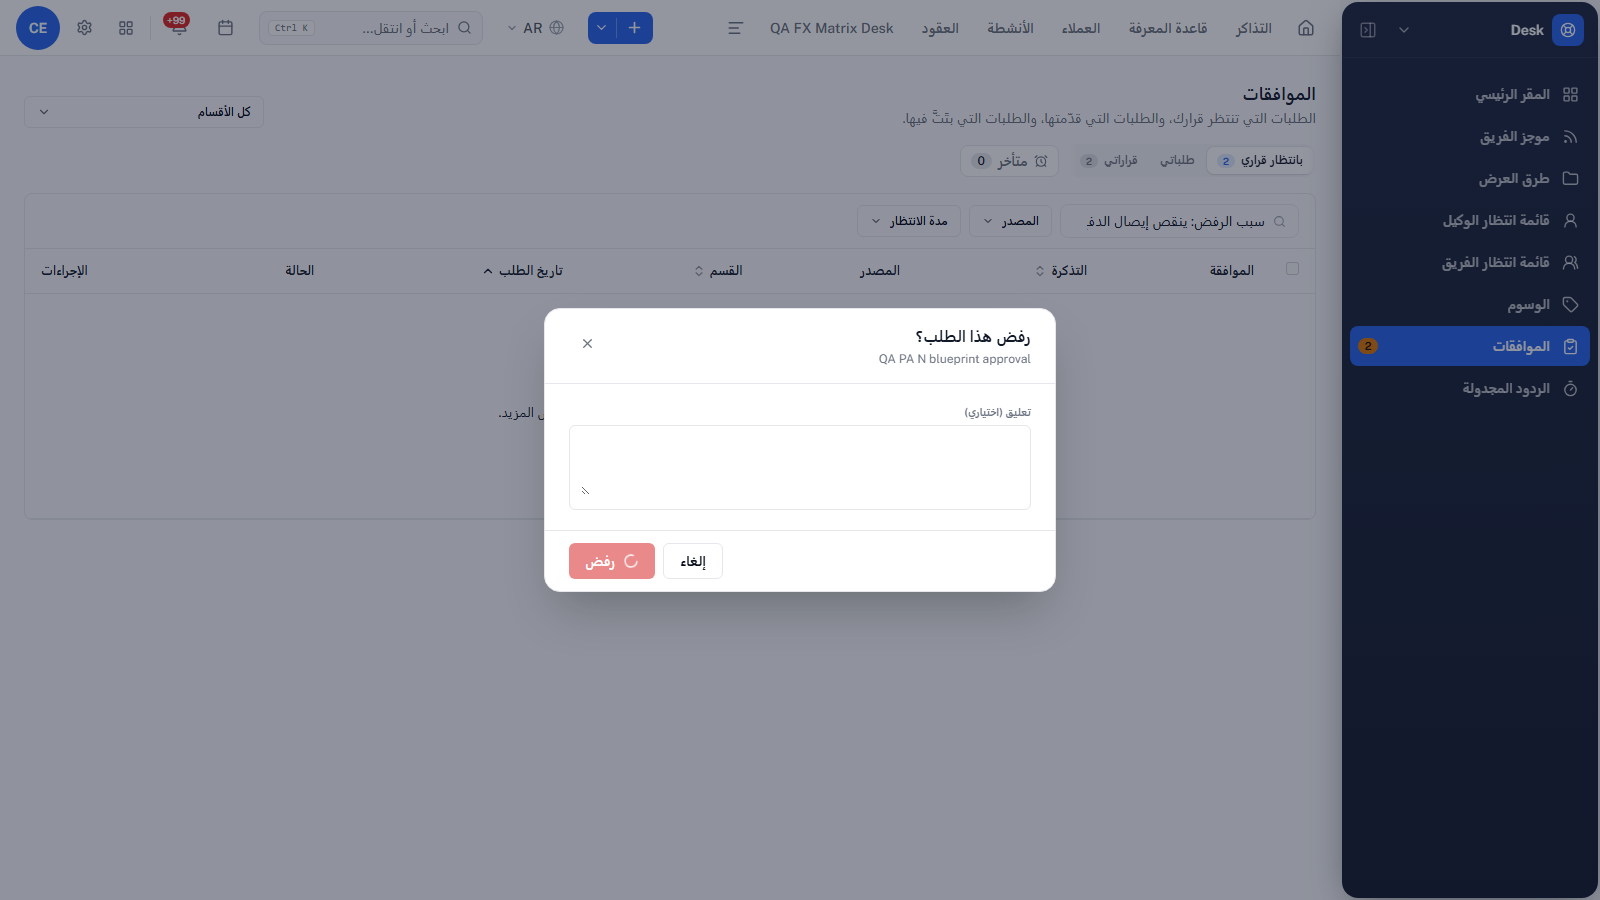 Desk
المقر الرئيسي
موجز الفريق
طرق العرض
قائمة انتظار الوكيل
قائمة انتظار الفريق
الوسوم
الموافقات 2
الردود المجدولة
التذاكر قاعدة المعرفة الأنشطة العملاء العقود QA FX Matrix Desk
AR
ابحث أو انتقل... Ctrl K
+99
CE
الموافقات
الطلبات التي تنتظر قرارك، والطلبات التي قدّمتها، والطلبات التي بتَتَّ فيها.
كل الأقسام
بانتظار قراري 2 طلباتي قراراتي 2 متأخر 0
سبب الرفض: ينقص إيصال الدف المصدر مدة الانتظار
الموافقة التذكرة المصدر القسم تاريخ الطلب الحالة الإجراءات
المزيد.
رفض هذا الطلب؟
QA PA N blueprint approval
تعليق (اختياري)
إلغاء رفض